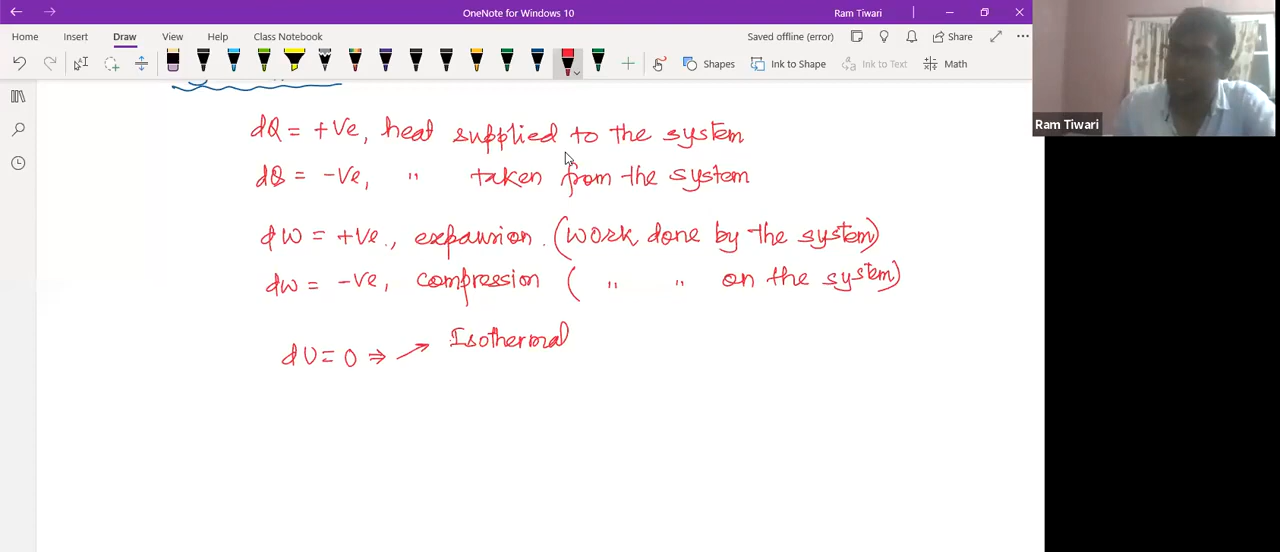 OneNote for Windows 10
Ram Tiwari
Home Insert Draw View Help Class Notebook
Saved offline (error) Share
Shapes Ink to Shape Ink to Text Math
Ram Tiwari
dQ = +Ve, heat supplied to the system
dQ = -Ve, " taken from the system
dW = +Ve., expansion. (work done by the system)
dw = -Ve, compression ( " " on the system)
dU = 0 ⇒ → Isothermal